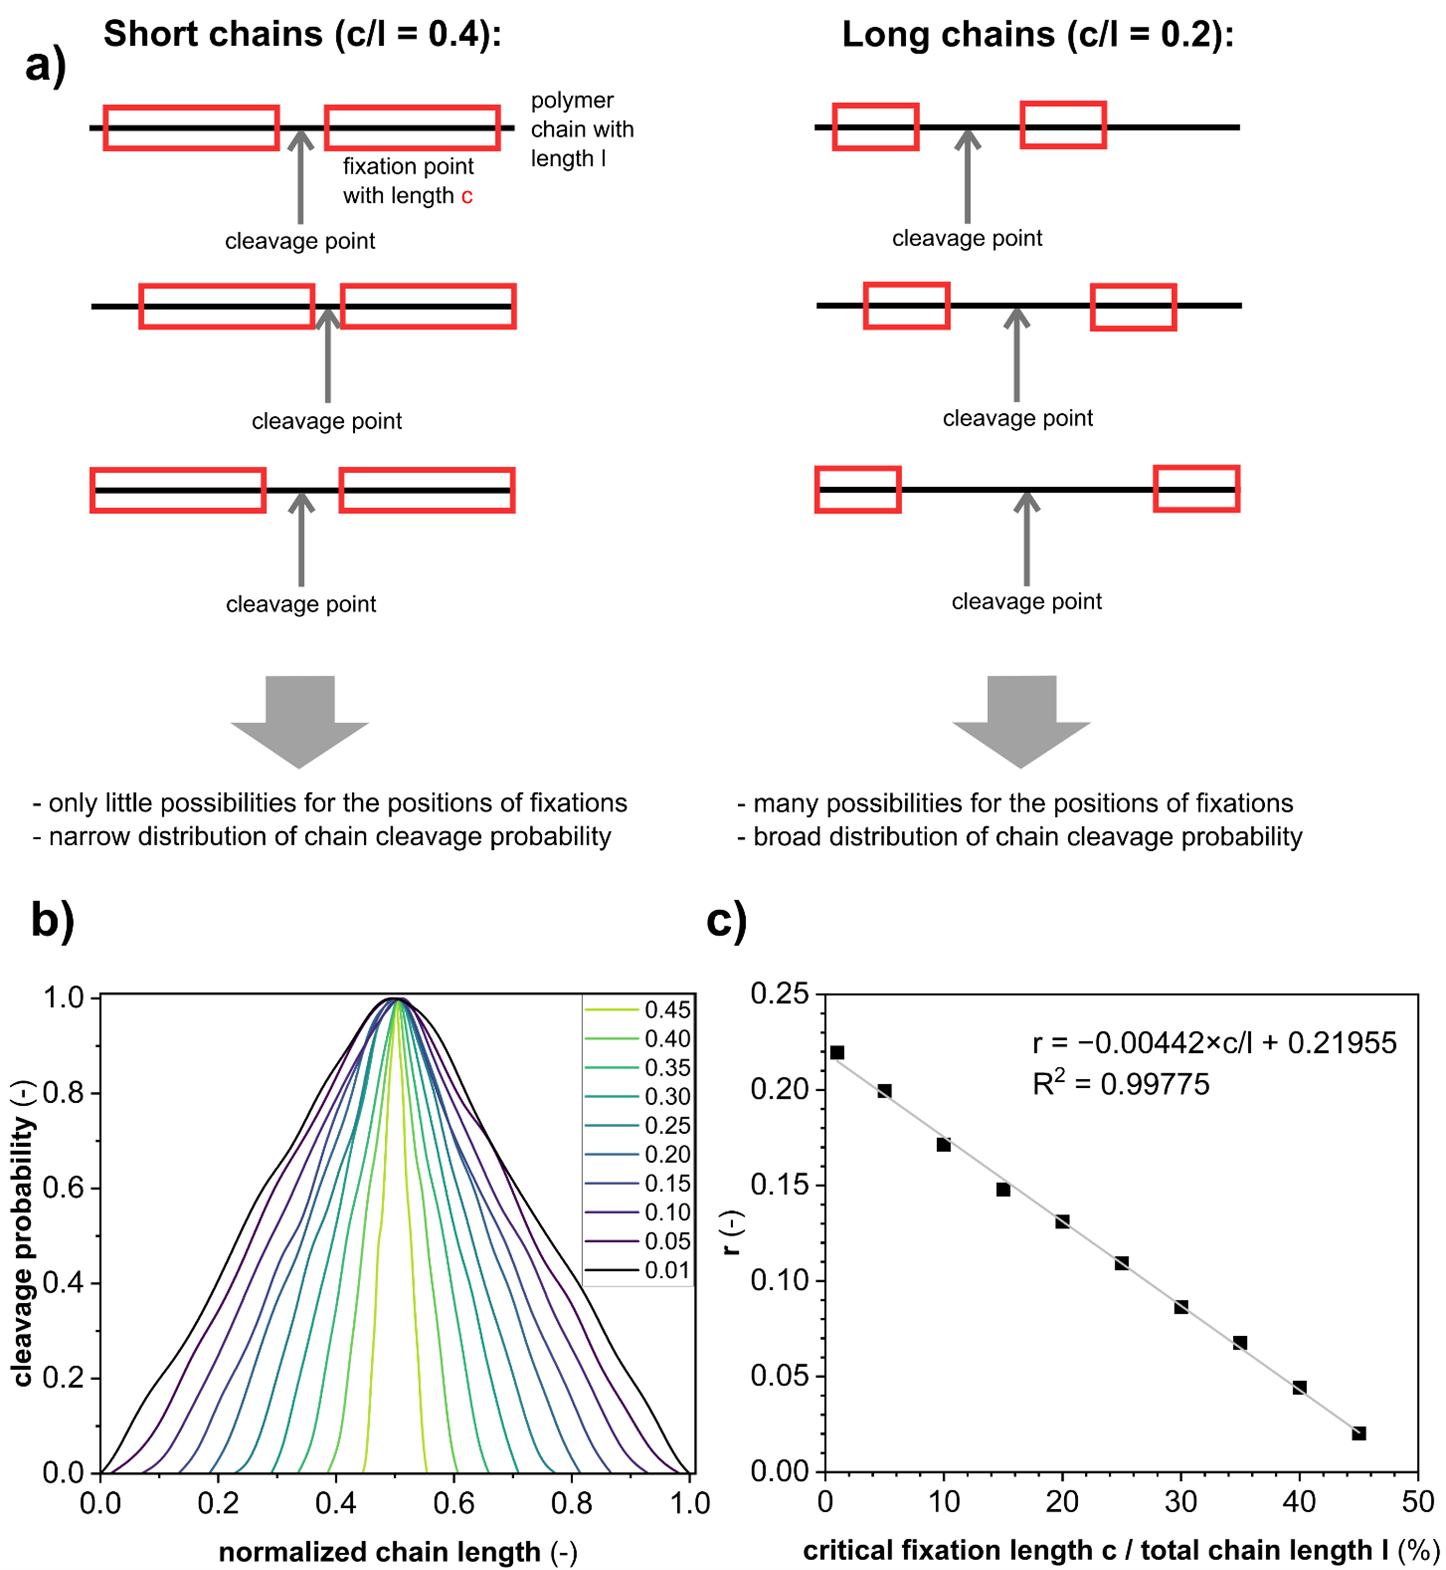 Short chains (c/l = 0.4):
Long chains (c/l = 0.2):
a)
polymer
chain with
length l
fixation point
with length c
cleavage point
cleavage point
cleavage point
cleavage point
cleavage point
cleavage point
- only little possibilities for the positions of fixations
- narrow distribution of chain cleavage probability
- many possibilities for the positions of fixations
- broad distribution of chain cleavage probability
b)
cleavage probability (-)
1.0
0.8
0.6
0.4
0.2
0.0
0.0
0.2
0.4
0.6
0.8
1.0
normalized chain length (-)
0.45
0.40
0.35
0.30
0.25
0.20
0.15
0.10
0.05
0.01
c)
r (-)
0.25
0.20
0.15
0.10
0.05
0.00
r = −0.00442×c/l + 0.21955
R² = 0.99775
0
10
20
30
40
50
critical fixation length c / total chain length l (%)